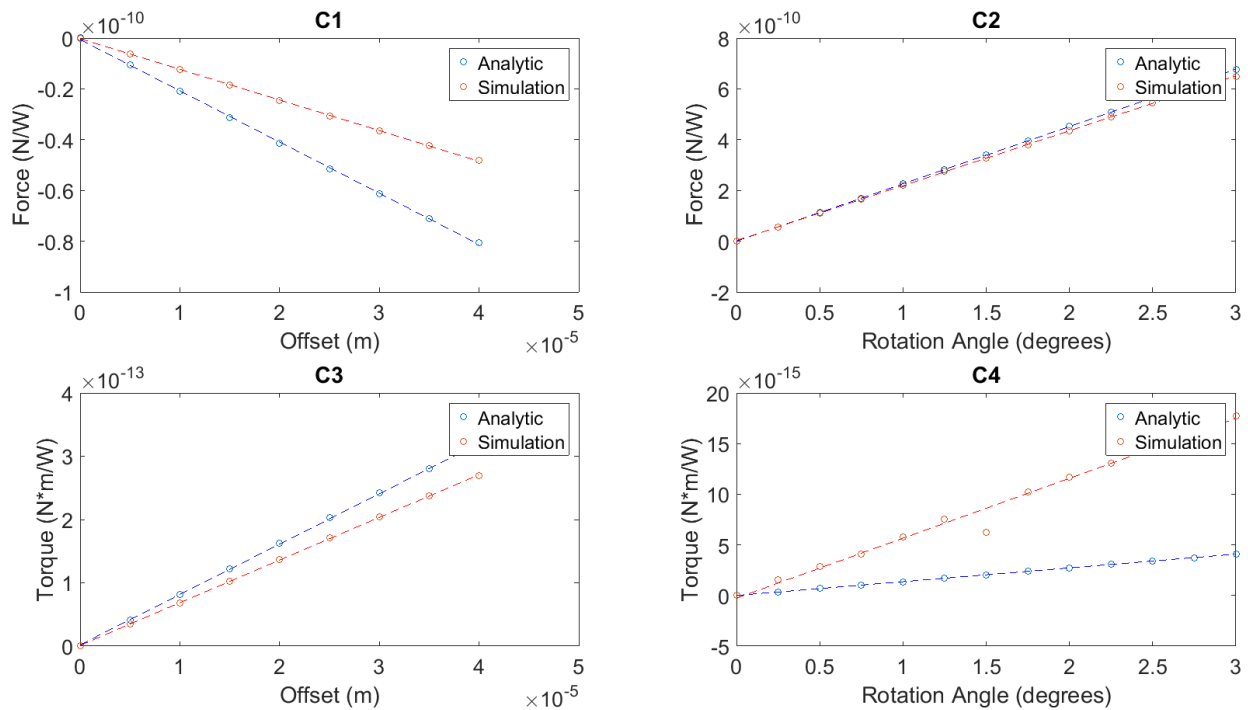 C1
×10^-10
Force (N/W)
0
-0.2
-0.4
-0.6
-0.8
-1
0 1 2 3 4 5
Offset (m)
×10^-5
Analytic
Simulation
C2
×10^-10
Force (N/W)
8
6
4
2
0
-2
0 0.5 1 1.5 2 2.5 3
Rotation Angle (degrees)
Analytic
Simulation
C3
×10^-13
Torque (N*m/W)
4
3
2
1
0
0 1 2 3 4 5
Offset (m)
×10^-5
Analytic
Simulation
C4
×10^-15
Torque (N*m/W)
20
15
10
5
0
-5
0 0.5 1 1.5 2 2.5 3
Rotation Angle (degrees)
Analytic
Simulation